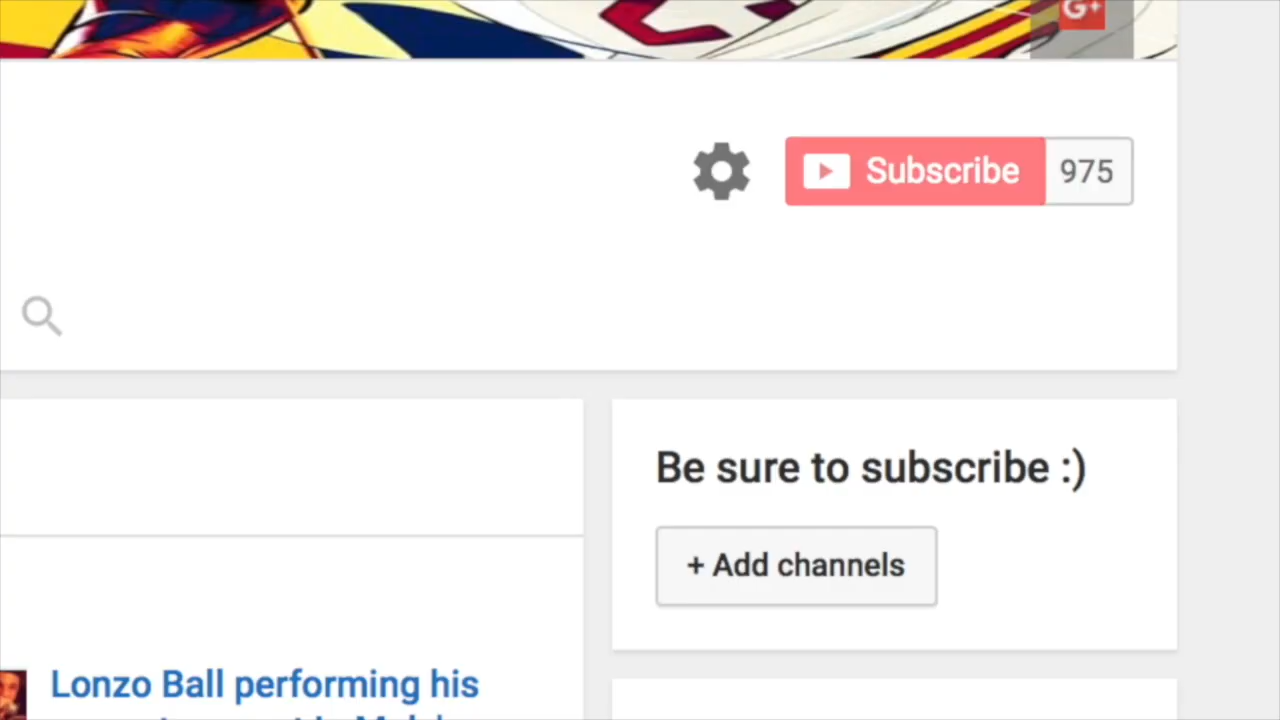 G+
Subscribe 975
Be sure to subscribe :)
+ Add channels
Lonzo Ball performing his